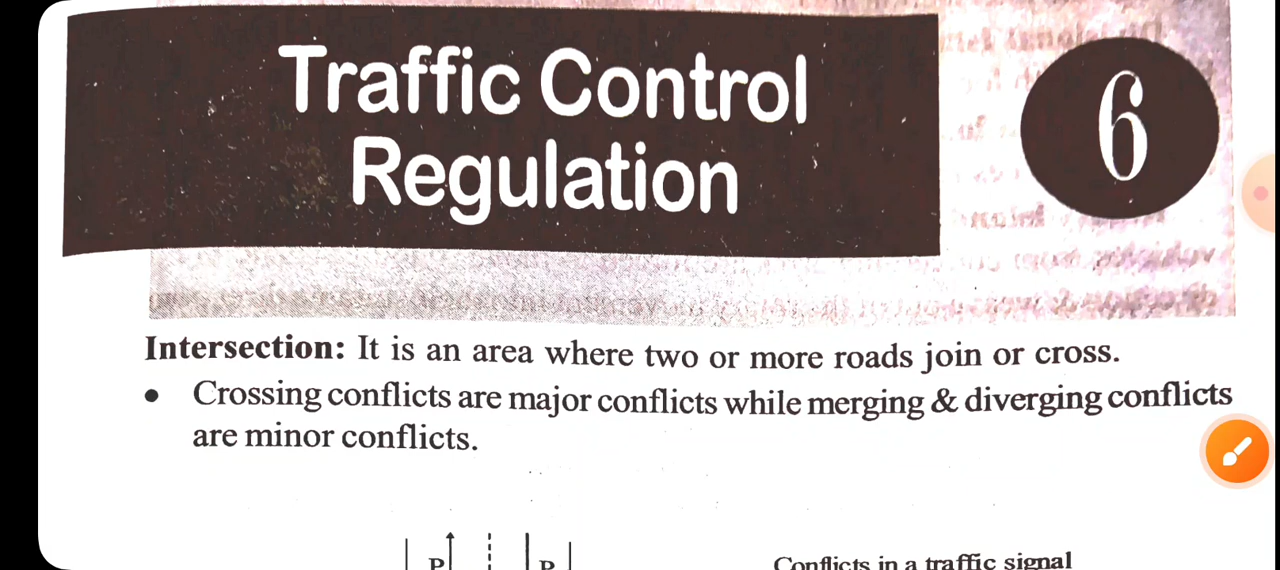 Traffic Control
Regulation
6
Intersection: It is an area where two or more roads join or cross.
• Crossing conflicts are major conflicts while merging & diverging conflicts
are minor conflicts.
P P
Conflicts in a traffic signal